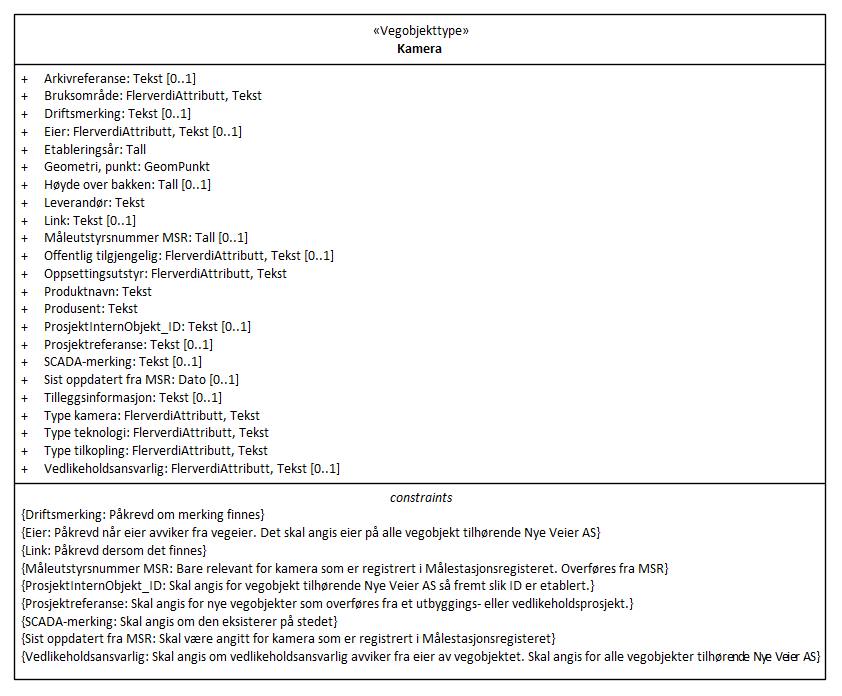 «Vegobjekttype»
Kamera
+ Arkivreferanse: Tekst [0..1]
+ Bruksområde: FlerverdiAttributt, Tekst
+ Driftsmerking: Tekst [0..1]
+ Eier: FlerverdiAttributt, Tekst [0..1]
+ Etableringsår: Tall
+ Geometri, punkt: GeomPunkt
+ Høyde over bakken: Tall [0..1]
+ Leverandør: Tekst
+ Link: Tekst [0..1]
+ Måleutstyrsnummer MSR: Tall [0..1]
+ Offentlig tilgjengelig: FlerverdiAttributt, Tekst [0..1]
+ Oppsettingsutstyr: FlerverdiAttributt, Tekst
+ Produktnavn: Tekst
+ Produsent: Tekst
+ ProsjektInternObjekt_ID: Tekst [0..1]
+ Prosjektreferanse: Tekst [0..1]
+ SCADA-merking: Tekst [0..1]
+ Sist oppdatert fra MSR: Dato [0..1]
+ Tilleggsinformasjon: Tekst [0..1]
+ Type kamera: FlerverdiAttributt, Tekst
+ Type teknologi: FlerverdiAttributt, Tekst
+ Type tilkopling: FlerverdiAttributt, Tekst
+ Vedlikeholdsansvarlig: FlerverdiAttributt, Tekst [0..1]
constraints
{Driftsmerking: Påkrevd om merking finnes}
{Eier: Påkrevd når eier avviker fra vegeier. Det skal angis eier på alle vegobjekt tilhørende Nye Veier AS}
{Link: Påkrevd dersom det finnes}
{Måleutstyrsnummer MSR: Bare relevant for kamera som er registrert i Målestasjonsregisteret. Overføres fra MSR}
{ProsjektInternObjekt_ID: Skal angis for vegobjekt tilhørende Nye Veier AS så fremt slik ID er etablert.}
{Prosjektreferanse: Skal angis for nye vegobjekter som overføres fra et utbyggings- eller vedlikeholdsprosjekt.}
{SCADA-merking: Skal angis om den eksisterer på stedet}
{Sist oppdatert fra MSR: Skal være angitt for kamera som er registrert i Målestasjonsregisteret}
{Vedlikeholdsansvarlig: Skal angis om vedlikeholdsansvarlig avviker fra eier av vegobjektet. Skal angis for alle vegobjekter tilhørende Nye Veier AS}